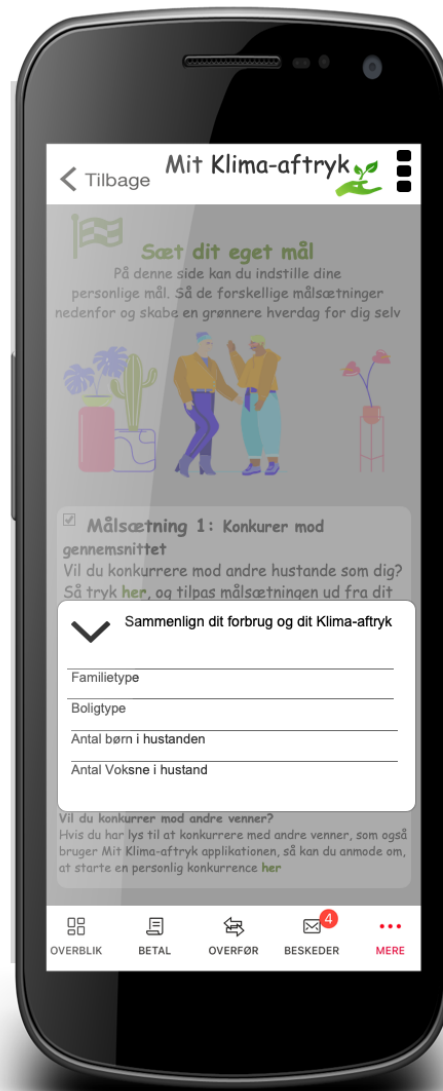 Tilbage
Mit Klima-aftryk
Sæt dit eget mål
På denne side kan du indstille dine
personlige mål. Så de forskellige målsætninger
nedenfor og skabe en grønnere hverdag for dig selv
Målsætning 1: Konkurer mod
gennemsnittet
Vil du konkurrere mod andre hustande som dig?
Så tryk her, og tilpas målsætningen ud fra dit
Sammenlign dit forbrug og dit Klima-aftryk
Familietype
Boligtype
Antal børn i hustanden
Antal Voksne i hustand
Vil du konkurrer mod andre venner?
Hvis du har lys til at konkurrere med andre venner, som også
bruger Mit Klima-aftryk applikationen, så kan du anmode om,
at starte en personlig konkurrence her
4
OVERBLIK BETAL OVERFØR BESKEDER MERE